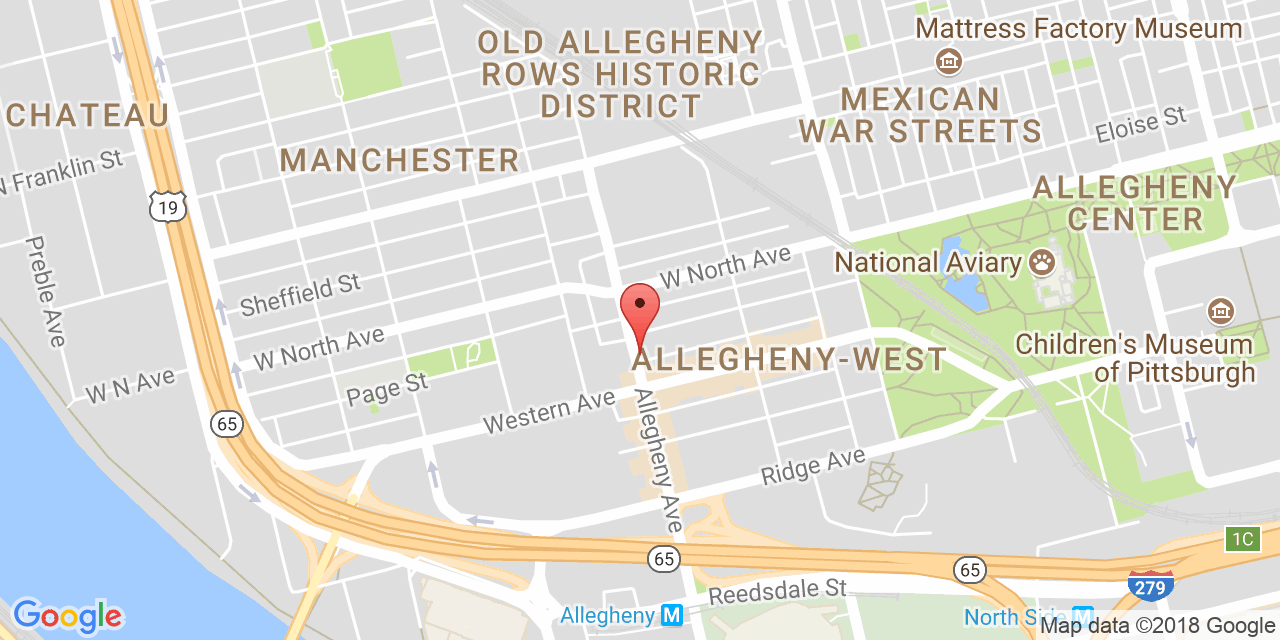 Mattress Factory Museum
OLD ALLEGHENY
ROWS HISTORIC
DISTRICT
CHATEAU
MEXICAN
WAR STREETS
Eloise St
MANCHESTER
N Franklin St
ALLEGHENY
CENTER
19
W North Ave
National Aviary
Preble Ave
Sheffield St
W North Ave
Children's Museum
of Pittsburgh
ALLEGHENY-WEST
W N Ave
Page St
Western Ave
Allegheny Ave
65
Ridge Ave
1C
65
65
279
Reedsdale St
Allegheny M
North Side M
Google
Map data ©2018 Google